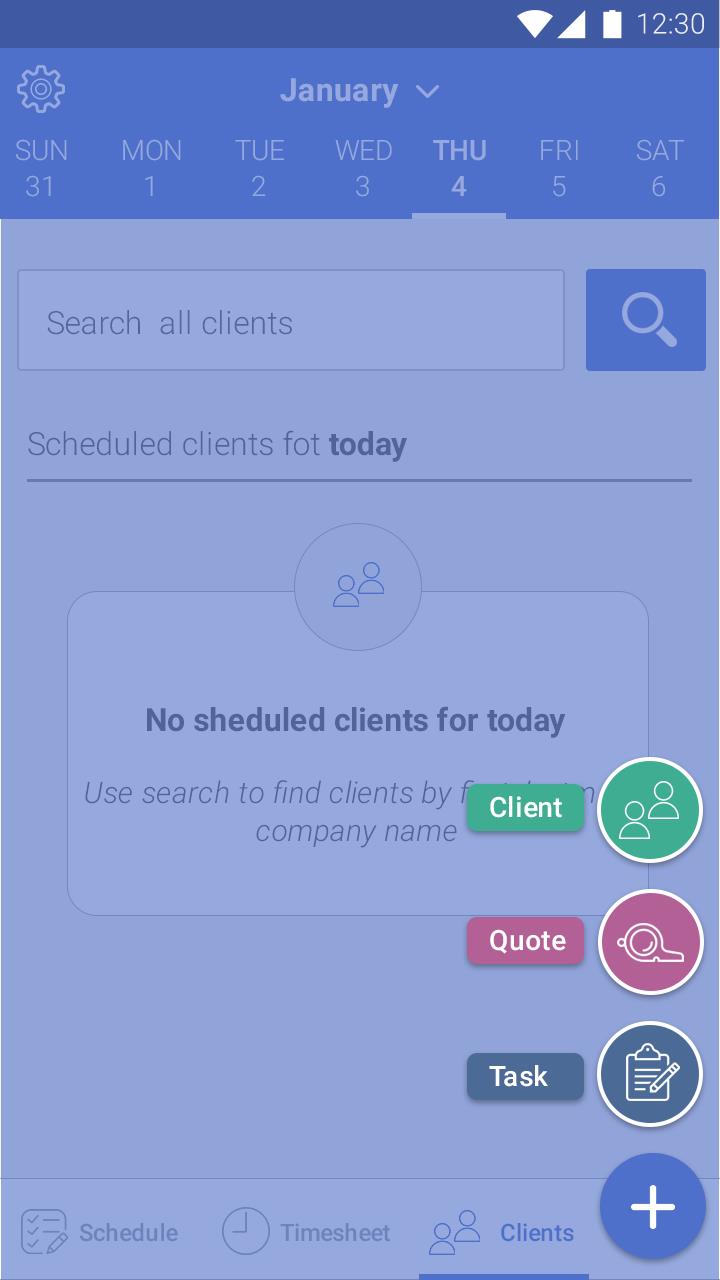 12:30
January
SUN MON TUE WED THU FRI SAT
31 1 2 3 4 5 6
Search all clients
Scheduled clients fot today
No sheduled clients for today
Use search to find clients by
company name
Client
Quote
Task
Schedule Timesheet Clients